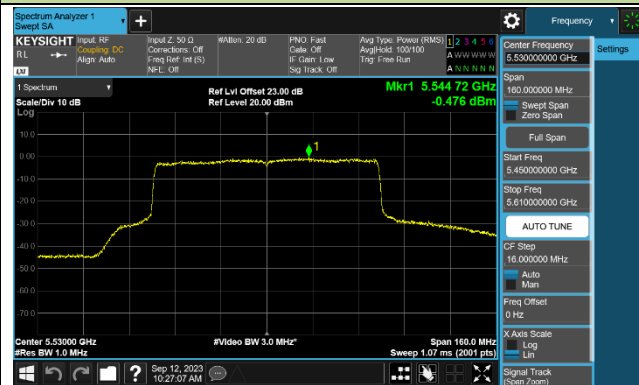 Spectrum Analyzer 1
Swept SA
Frequency
KEYSIGHT
RL
LXI
Input: RF
Coupling: DC
Align: Auto
Input Z: 50 Ω
Corrections: Off
Freq Ref: Int (S)
NFE: Off
#Atten: 20 dB
PNO: Fast
Gate: Off
IF Gain: Low
Sig Track: Off
Avg Type: Power (RMS)
Avg|Hold: 100/100
Trig: Free Run
1 2 3 4 5 6
A W W W W W
A N N N N N
1 Spectrum
Scale/Div 10 dB
Log
Ref Lvl Offset 23.00 dB
Ref Level 20.00 dBm
Mkr1 5.544 72 GHz
-0.476 dBm
1
10.0
0.00
-10.0
-20.0
-30.0
-40.0
-50.0
-60.0
-70.0
Center 5.53000 GHz
#Res BW 1.0 MHz
#Video BW 3.0 MHz*
Span 160.0 MHz
Sweep 1.07 ms (2001 pts)
Sep 12, 2023
10:27:07 AM
Center Frequency
5.530000000 GHz
Span
160.000000 MHz
Swept Span
Zero Span
Full Span
Start Freq
5.450000000 GHz
Stop Freq
5.610000000 GHz
AUTO TUNE
CF Step
16.000000 MHz
Auto
Man
Freq Offset
0 Hz
X Axis Scale
Log
Lin
Signal Track
(Span Zoom)
Settings